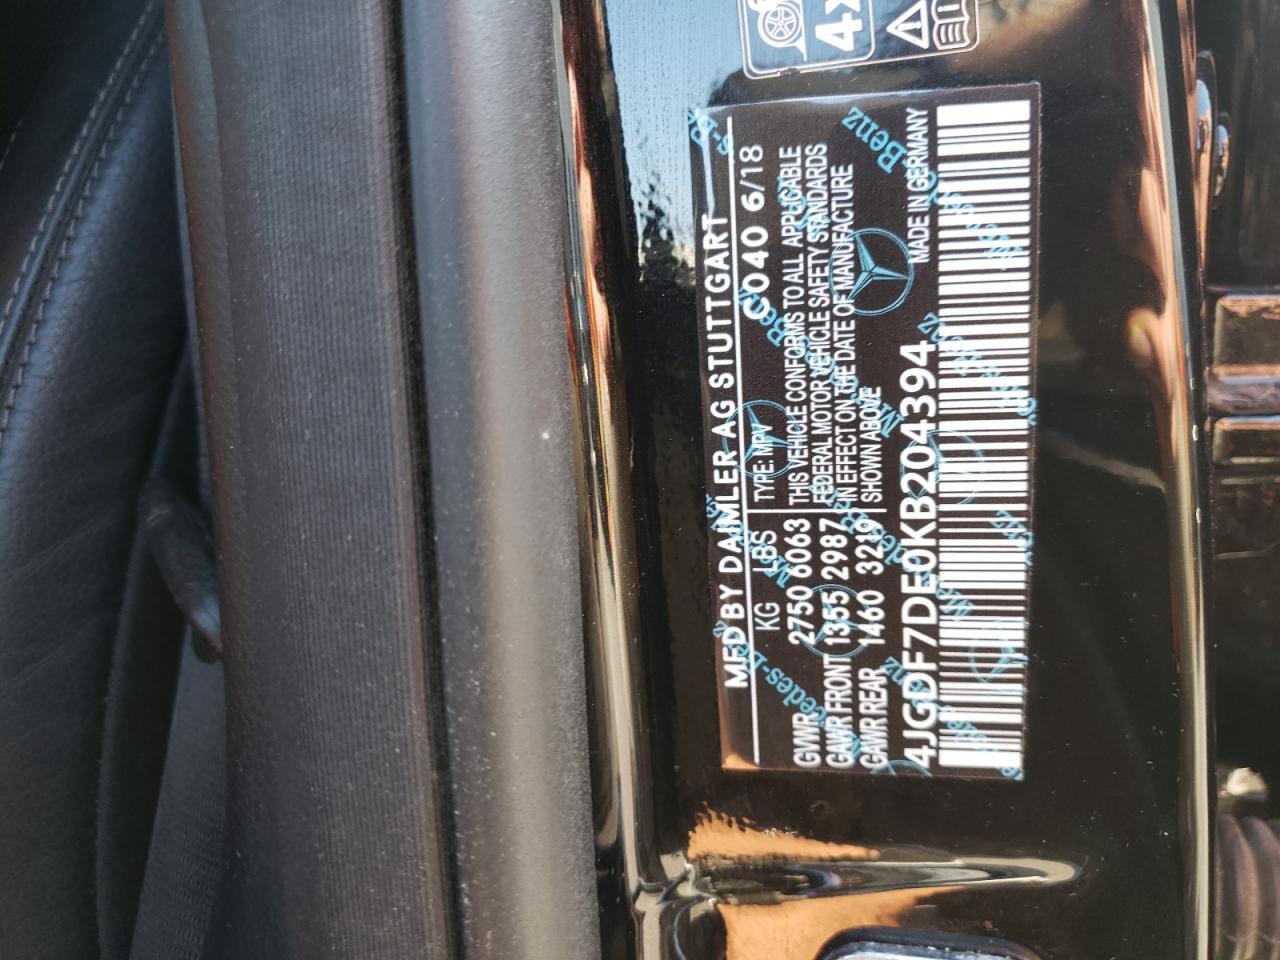 4x
MFD BY DAIMLER AG STUTTGART
C040 6/18
KG LBS TYPE: MPV
GVWR 2750 6063 THIS VEHICLE CONFORMS TO ALL APPLICABLE
GAWR FRONT 1355 2987 FEDERAL MOTOR VEHICLE SAFETY STANDARDS
GAWR REAR 1460 3219 IN EFFECT ON THE DATE OF MANUFACTURE
SHOWN ABOVE
MADE IN GERMANY
4JGDF7DE0KB204394